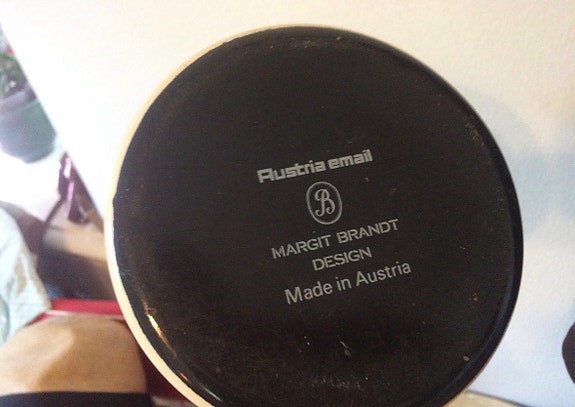 Austria email
B
MARGIT BRANDT
DESIGN
Made in Austria